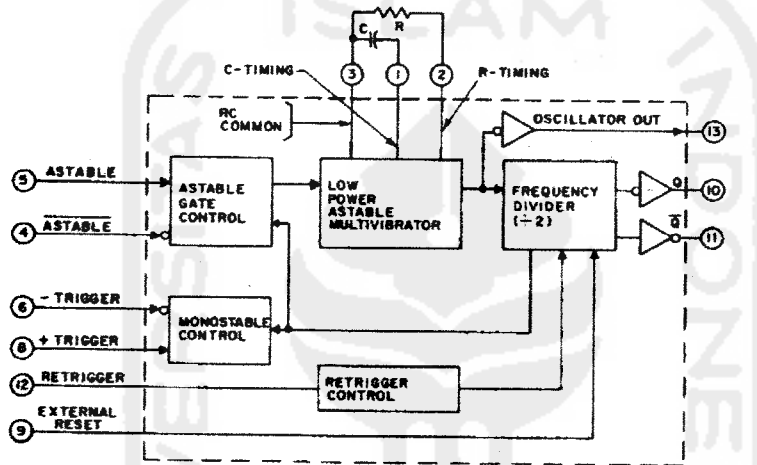 ISLAM
R
C
3
1
2
C-TIMING
R-TIMING
RC
COMMON
OSCILLATOR OUT
13
5
ASTABLE
ASTABLE
GATE
CONTROL
LOW
POWER
ASTABLE
MULTIVIBRATOR
FREQUENCY
DIVIDER
(÷2)
Q
10
4
ASTABLE
Q
11
6
- TRIGGER
MONOSTABLE
CONTROL
8
+ TRIGGER
12
RETRIGGER
RETRIGGER
CONTROL
9
EXTERNAL
RESET